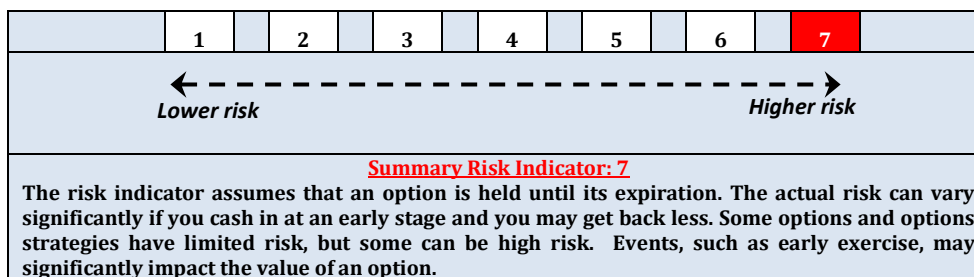 1 2 3 4 5 6 7
Lower risk Higher risk
Summary Risk Indicator: 7
The risk indicator assumes that an option is held until its expiration. The actual risk can vary
significantly if you cash in at an early stage and you may get back less. Some options and options
strategies have limited risk, but some can be high risk. Events, such as early exercise, may
significantly impact the value of an option.